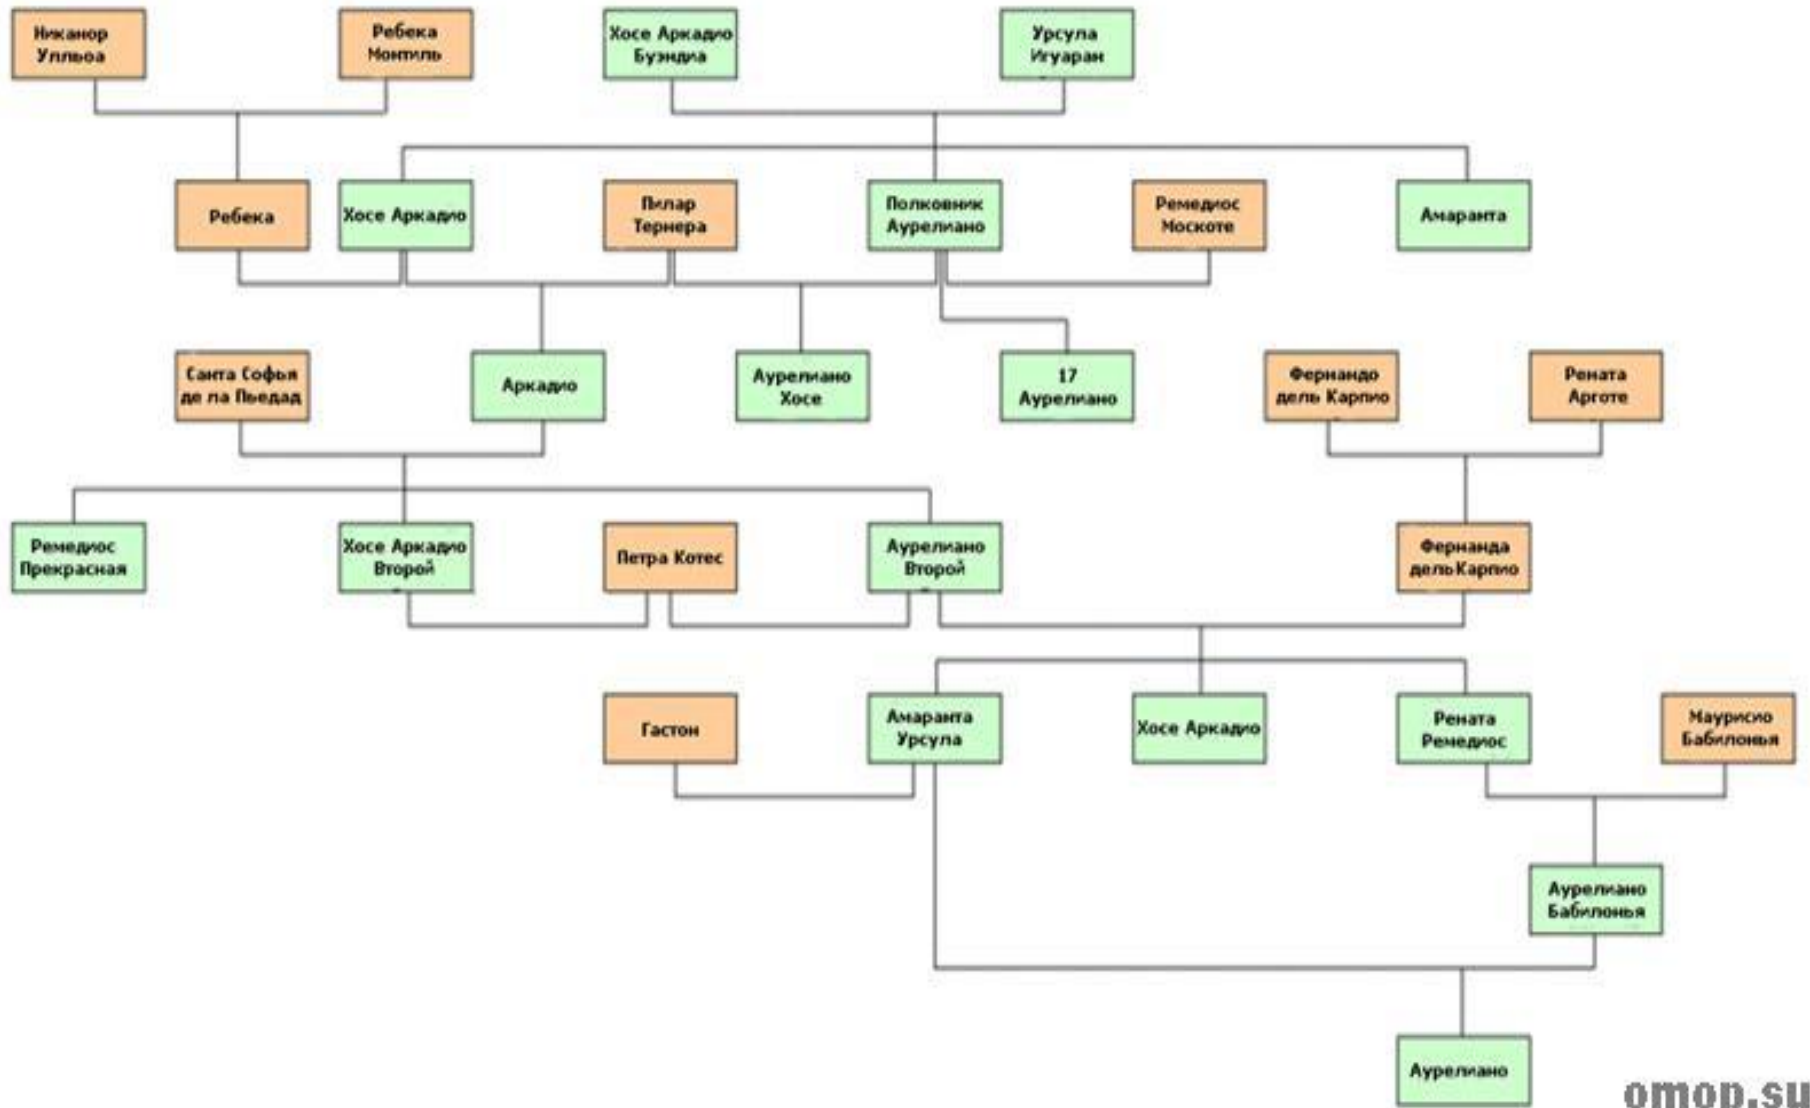 Никанор
Улльоа
Ребека
Монтиль
Хосе Аркадио
Буэндиа
Урсула
Игуаран
Ребека
Хосе Аркадио
Пилар
Тернера
Полковник
Аурелиано
Ремедиос
Москоте
Амаранта
Санта Софья
де ла Пьедад
Аркадио
Аурелиано
Хосе
17
Аурелиано
Фернандо
дель Карпио
Рената
Арготе
Ремедиос
Прекрасная
Хосе Аркадио
Второй
Петра Котес
Аурелиано
Второй
Фернанда
дель Карпио
Гастон
Амаранта
Урсула
Хосе Аркадио
Рената
Ремедиос
Маурисио
Бабилонья
Аурелиано
Бабилонья
Аурелиано
omop.su